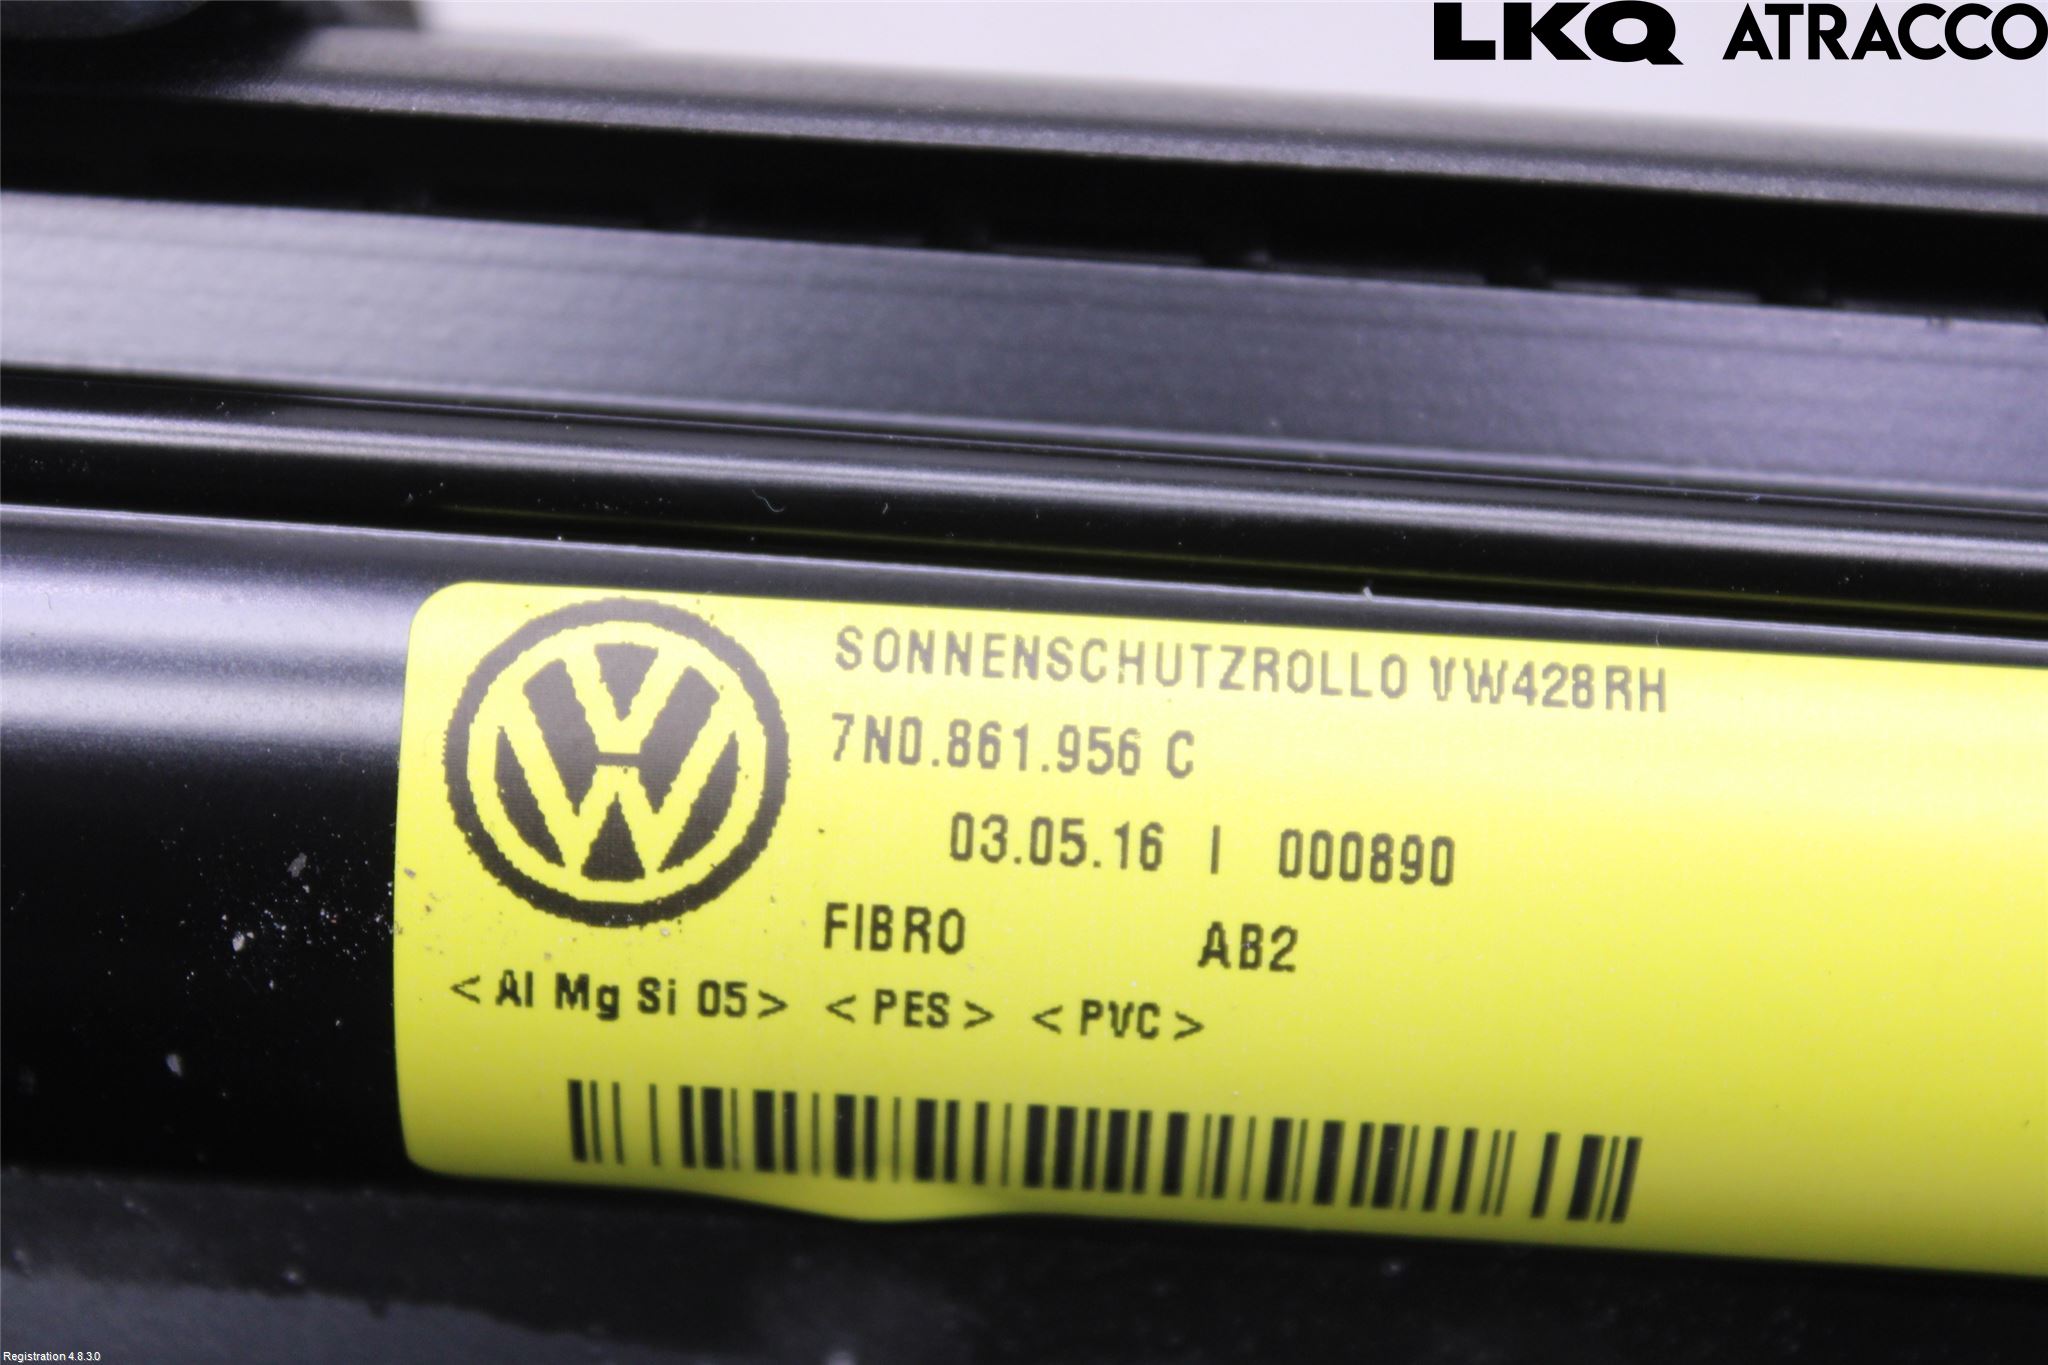 LKQ ATRACCO
SONNENSCHUTZROLLO VW428RH
7N0.861.956 C
03.05.16 | 000890
FIBRO AB2
< Al Mg Si 05 > < PES > < PVC >
Registration 4.8.3.0